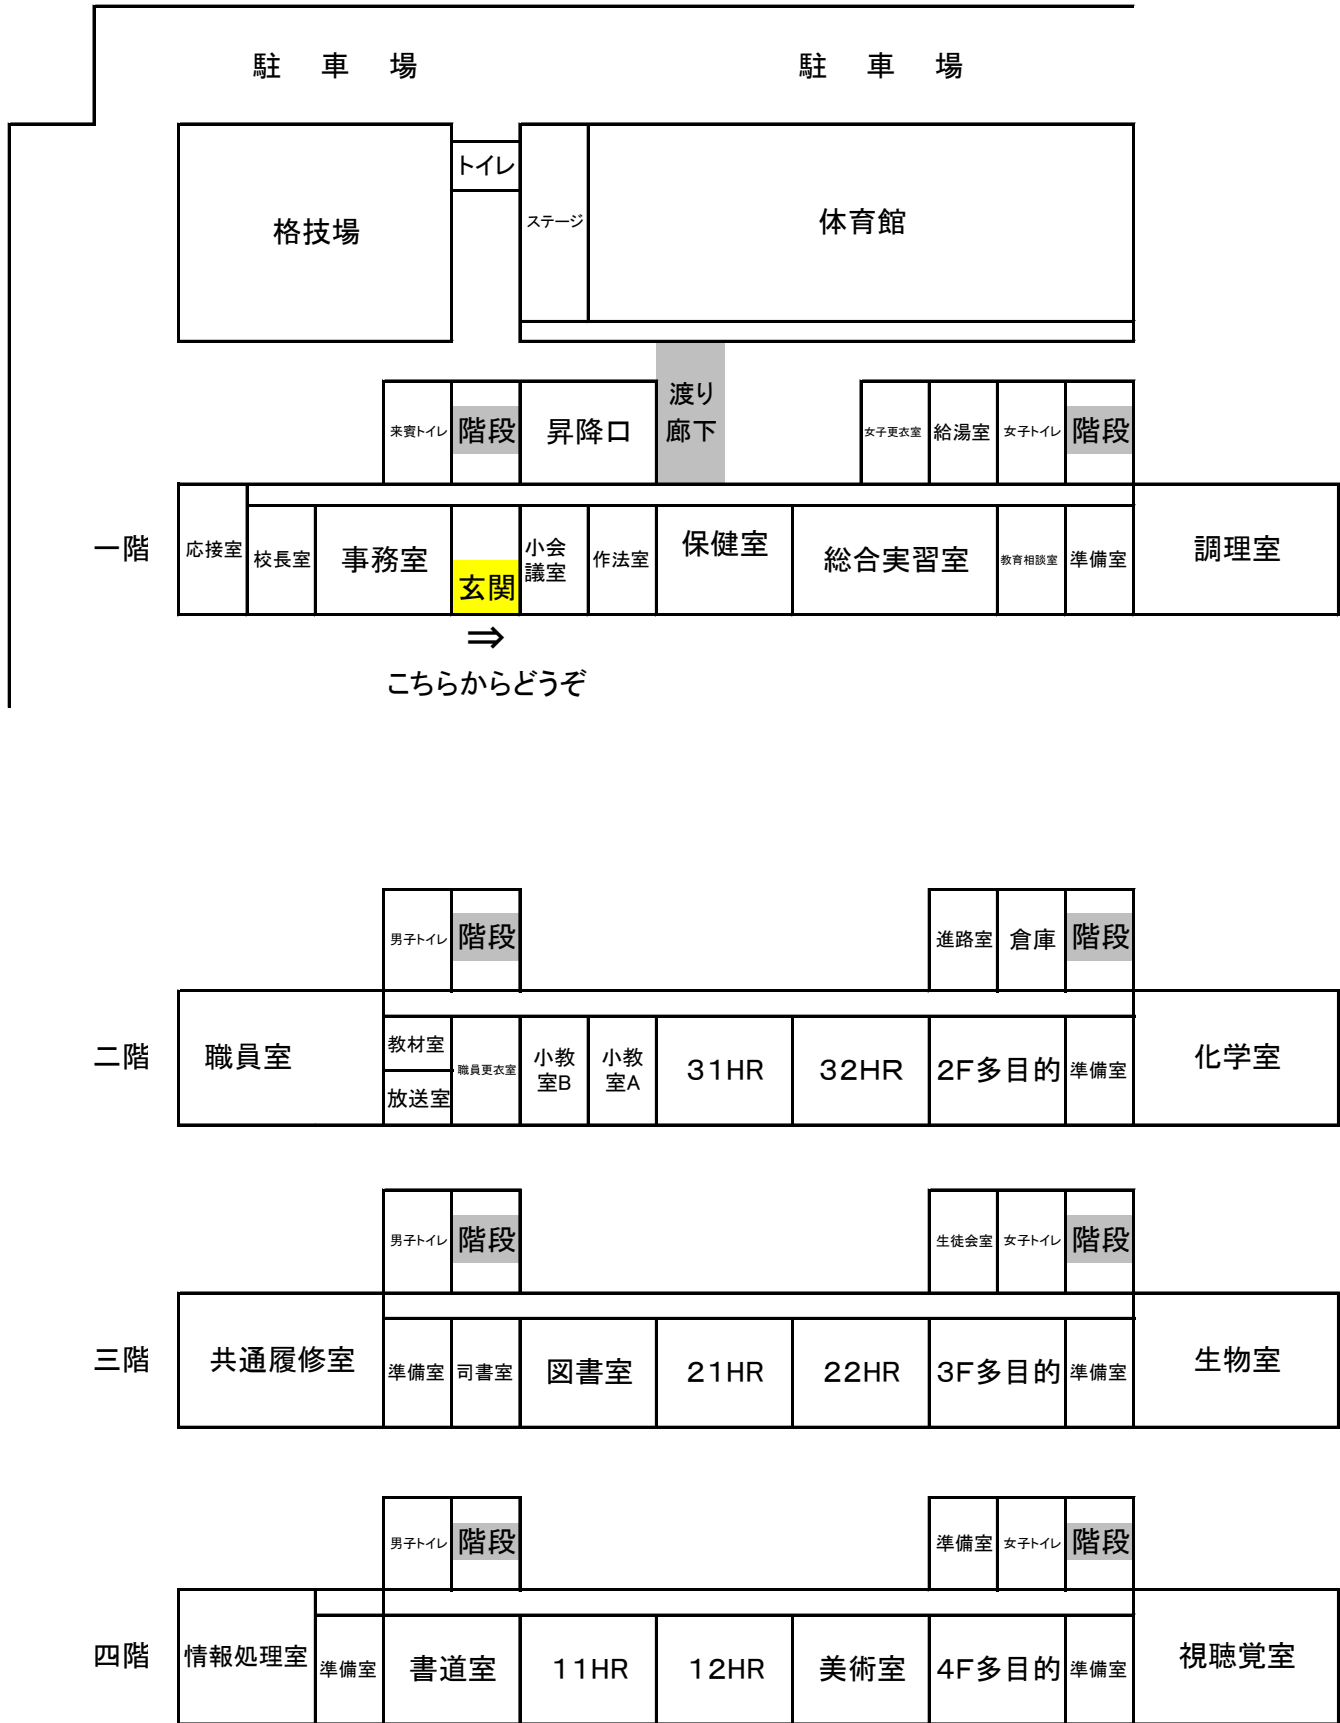 駐 車 場
駐 車 場
トイレ
格技場
ステージ
体育館
渡り
廊下
来賓トイレ
階段
昇降口
女子更衣室
給湯室
女子トイレ
階段
一階
応接室
校長室
事務室
玄関
小会
議室
作法室
保健室
総合実習室
教育相談室
準備室
調理室
⇒
こちらからどうぞ
男子トイレ
階段
進路室
倉庫
階段
二階
職員室
教材室
放送室
職員更衣室
小教
室B
小教
室A
31HR
32HR
2F多目的
準備室
化学室
男子トイレ
階段
生徒会室
女子トイレ
階段
三階
共通履修室
準備室
司書室
図書室
21HR
22HR
3F多目的
準備室
生物室
男子トイレ
階段
準備室
女子トイレ
階段
四階
情報処理室
準備室
書道室
11HR
12HR
美術室
4F多目的
準備室
視聴覚室